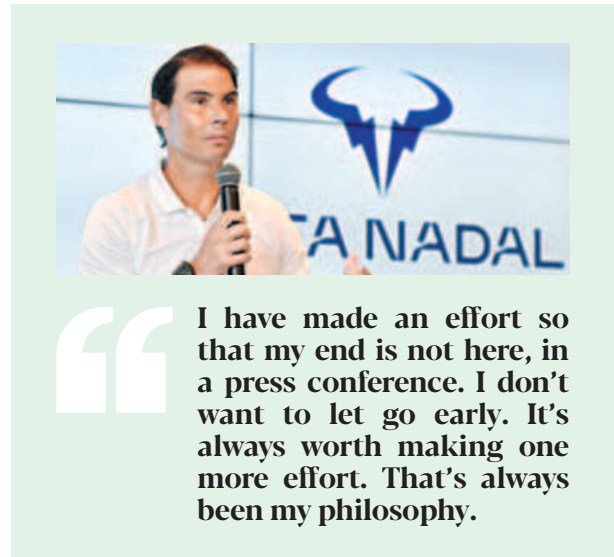 FA NADAL
I have made an effort so
that my end is not here, in
a press conference. I don’t
want to let go early. It’s
always worth making one
more effort. That’s always
been my philosophy.